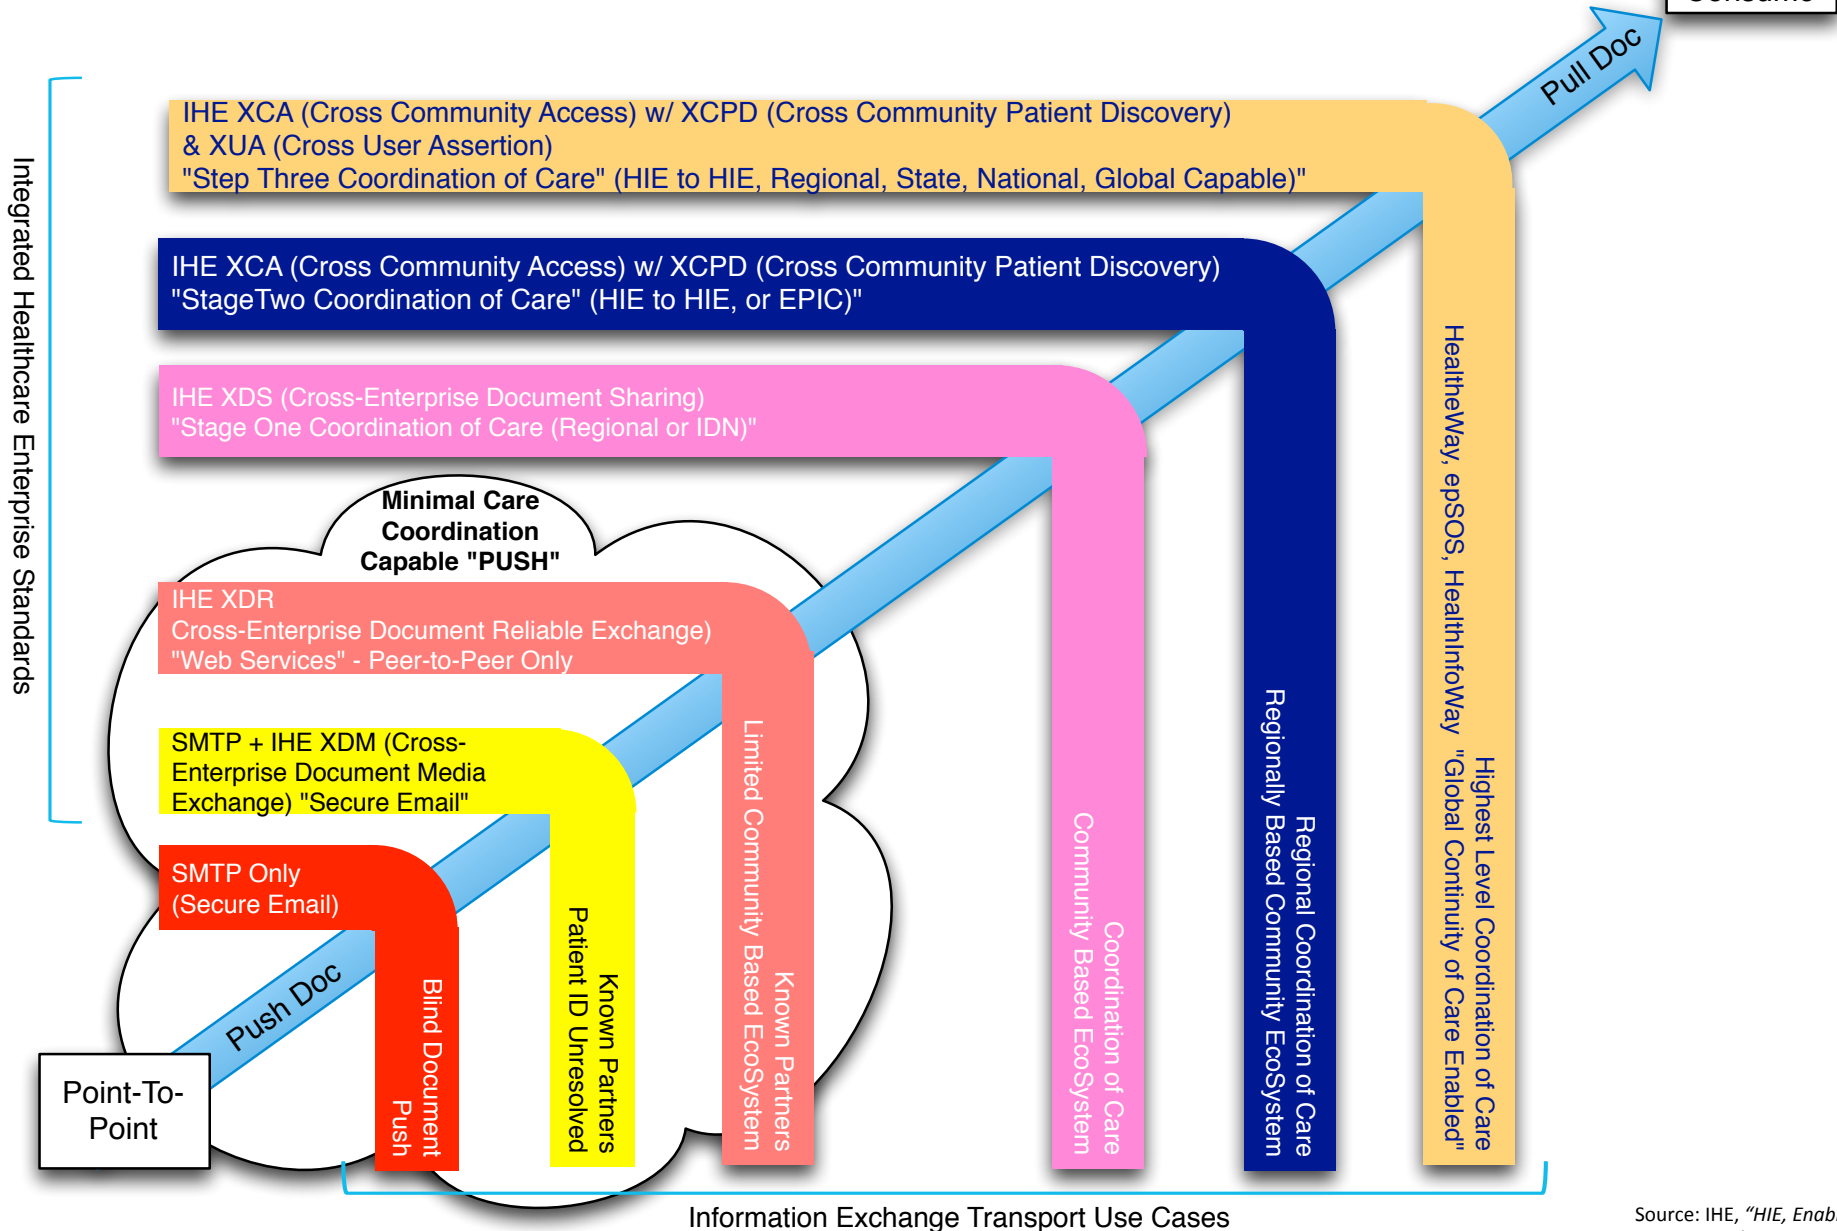 Consume
Pull Doc
Integrated Healthcare Enterprise Standards
IHE XCA (Cross Community Access) w/ XCPD (Cross Community Patient Discovery)
& XUA (Cross User Assertion)
"Step Three Coordination of Care" (HIE to HIE, Regional, State, National, Global Capable)"
IHE XCA (Cross Community Access) w/ XCPD (Cross Community Patient Discovery)
"StageTwo Coordination of Care" (HIE to HIE, or EPIC)"
IHE XDS (Cross-Enterprise Document Sharing)
"Stage One Coordination of Care (Regional or IDN)"
Minimal Care
Coordination
Capable "PUSH"
IHE XDR
Cross-Enterprise Document Reliable Exchange)
"Web Services" - Peer-to-Peer Only
SMTP + IHE XDM (Cross-
Enterprise Document Media
Exchange) "Secure Email"
SMTP Only
(Secure Email)
Push Doc
Point-To-
Point
Blind Document
Push
Known Partners
Patient ID Unresolved
Known Partners
Limited Community Based EcoSystem
Coordination of Care
Community Based EcoSystem
Regional Coordination of Care
Regionally Based Community EcoSystem
Highest Level Coordination of Care
HealtheWay, epSOS, HealthInfoWay "Global Continuity of Care Enabled"
Information Exchange Transport Use Cases
Source: IHE, “HIE, Enabl